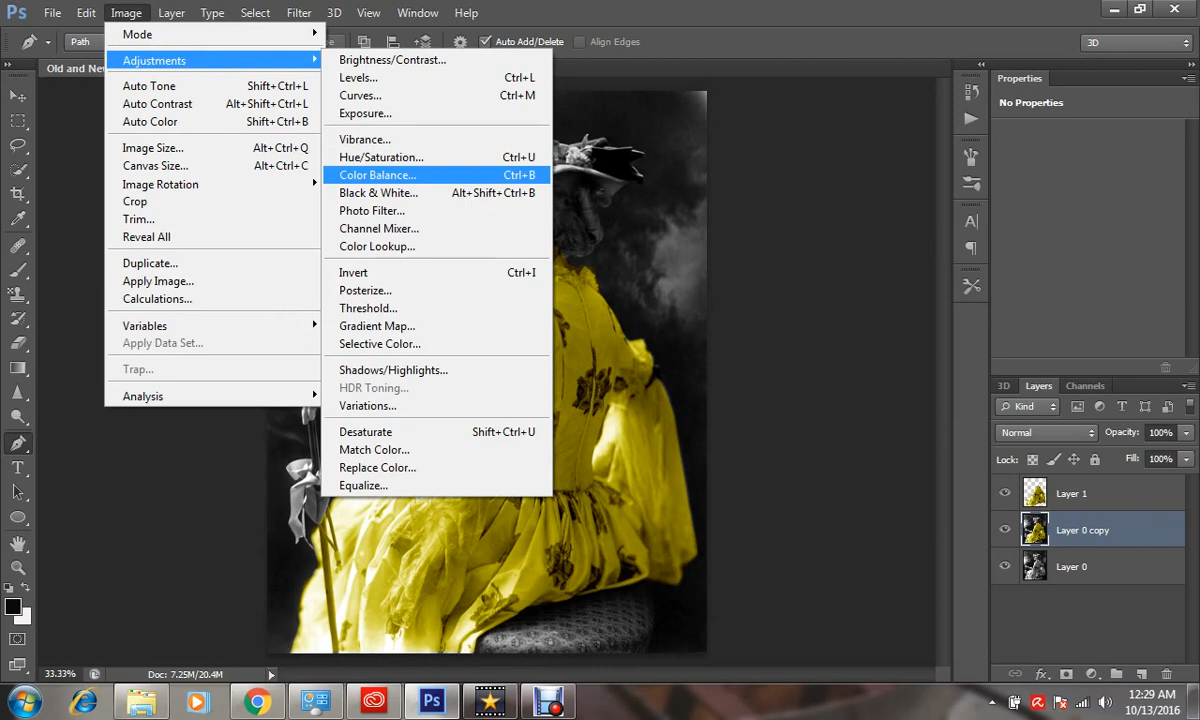 Ps File Edit Image Layer Type Select Filter 3D View Window Help
Path Auto Add/Delete Align Edges 3D
Old and Ne
Mode
Adjustments
Auto Tone Shift+Ctrl+L
Auto Contrast Alt+Shift+Ctrl+L
Auto Color Shift+Ctrl+B
Image Size... Alt+Ctrl+Q
Canvas Size... Alt+Ctrl+C
Image Rotation
Crop
Trim...
Reveal All
Duplicate...
Apply Image...
Calculations...
Variables
Apply Data Set...
Trap...
Analysis
Brightness/Contrast...
Levels... Ctrl+L
Curves... Ctrl+M
Exposure...
Vibrance...
Hue/Saturation... Ctrl+U
Color Balance... Ctrl+B
Black & White... Alt+Shift+Ctrl+B
Photo Filter...
Channel Mixer...
Color Lookup...
Invert Ctrl+I
Posterize...
Threshold...
Gradient Map...
Selective Color...
Shadows/Highlights...
HDR Toning...
Variations...
Desaturate Shift+Ctrl+U
Match Color...
Replace Color...
Equalize...
Properties
No Properties
3D Layers Channels
Kind
Normal Opacity: 100%
Lock: Fill: 100%
Layer 1
Layer 0 copy
Layer 0
33.33% Doc: 7.25M/20.4M
Ps
12:29 AM
10/13/2016